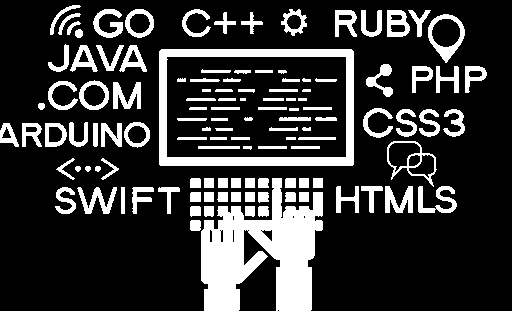 GO C++ RUBY
JAVA
PHP
.COM
CSS3
ARDUINO
<···>
SWIFT HTMLS